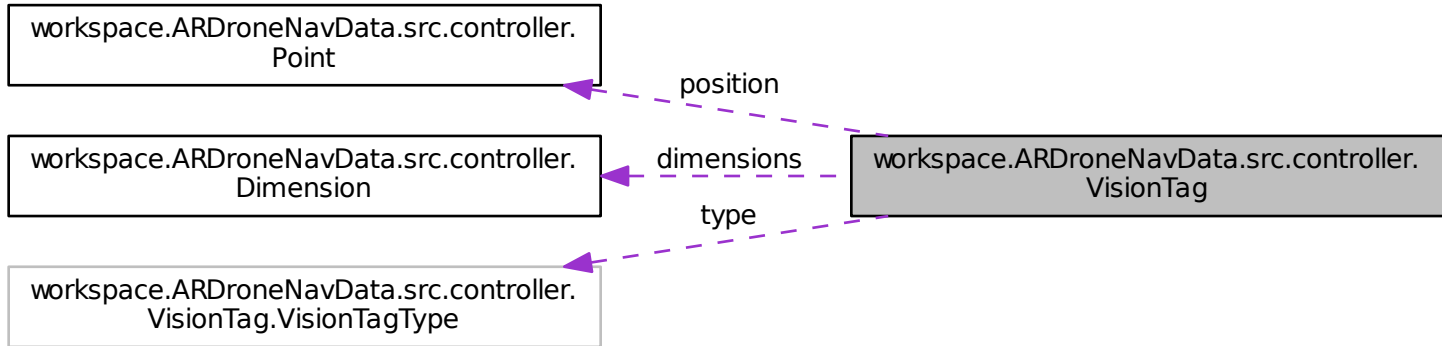 workspace.ARDroneNavData.src.controller.
Point
position
workspace.ARDroneNavData.src.controller.
Dimension
dimensions
workspace.ARDroneNavData.src.controller.
VisionTag
type
workspace.ARDroneNavData.src.controller.
VisionTag.VisionTagType